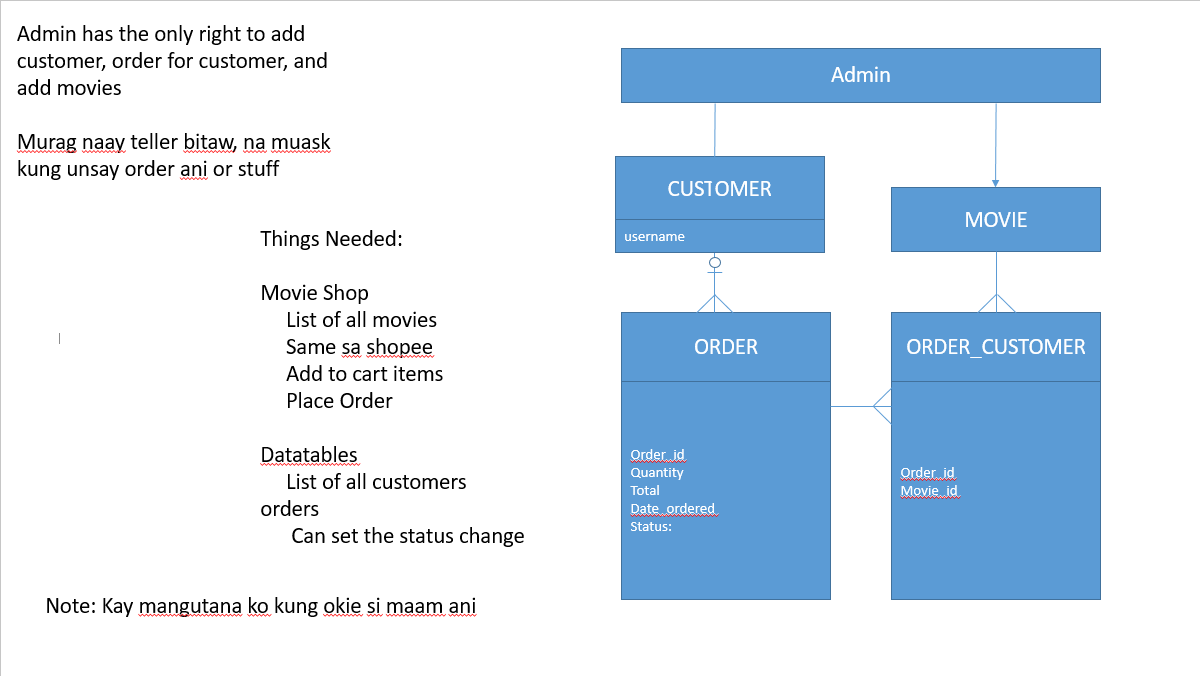 Admin has the only right to add
customer, order for customer, and
add movies
Murag naay teller bitaw, na muask
kung unsay order ani or stuff
Things Needed:
Movie Shop
List of all movies
Same sa shopee
Add to cart items
Place Order
Datatables
List of all customers
orders
Can set the status change
Note: Kay mangutana ko kung okie si maam ani
Admin
CUSTOMER
username
MOVIE
ORDER
Order_id
Quantity
Total
Date_ordered
Status:
ORDER_CUSTOMER
Order_id
Movie_id